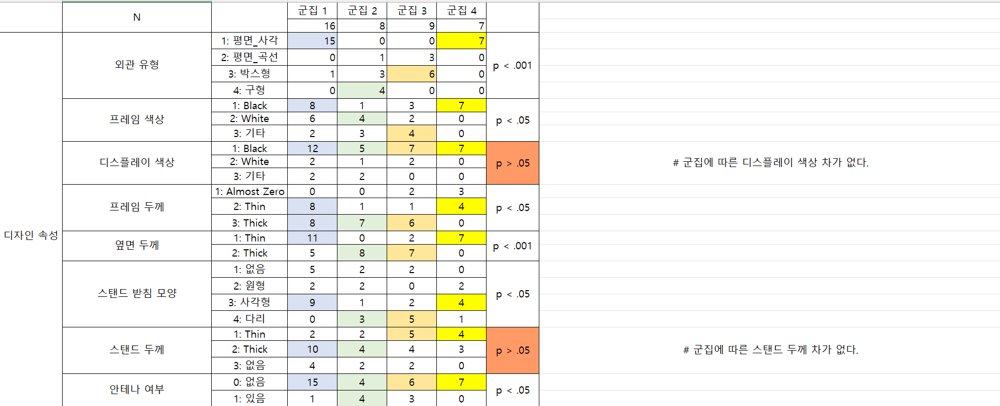 N 군집 1 군집 2 군집 3 군집 4
16 8 9 7
디자인 속성
외관 유형 1: 평면_사각 15 0 0 7 p < .001
2: 평면_곡선 0 1 3 0
3: 박스형 1 3 6 0
4: 구형 0 4 0 0
프레임 색상 1: Black 8 1 3 7 p < .05
2: White 6 4 2 0
3: 기타 2 3 4 0
디스플레이 색상 1: Black 12 5 7 7 p > .05 # 군집에 따른 디스플레이 색상 차가 없다.
2: White 2 1 2 0
3: 기타 2 2 0 0
프레임 두께 1: Almost Zero 0 0 2 3 p < .05
2: Thin 8 1 1 4
3: Thick 8 7 6 0
옆면 두께 1: Thin 11 0 2 7 p < .001
2: Thick 5 8 7 0
스탠드 받침 모양 1: 없음 5 2 2 0 p < .05
2: 원형 2 2 0 2
3: 사각형 9 1 2 4
4: 다리 0 3 5 1
스탠드 두께 1: Thin 2 2 5 4 p > .05 # 군집에 따른 스탠드 두께 차가 없다.
2: Thick 10 4 4 3
3: 없음 4 2 2 0
안테나 여부 0: 없음 15 4 6 7 p < .05
1: 있음 1 4 3 0